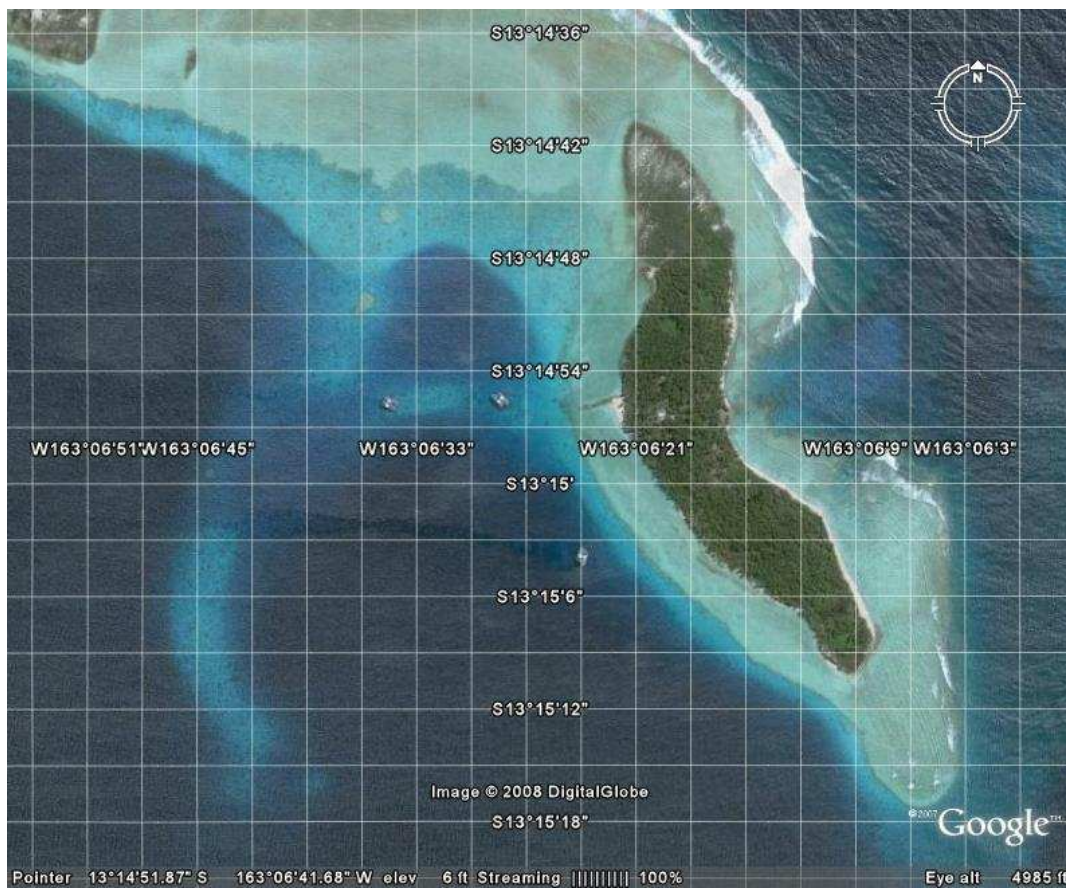 S13°14'36"
N
S13°14'42"
S13°14'48"
S13°14'54"
W163°06'51"W163°06'45" W163°06'33" W163°06'21" W163°06'9" W163°06'3"
S13°15'
S13°15'6"
S13°15'12"
Image © 2008 DigitalGlobe
S13°15'18"
©2007 Google™
Pointer 13°14'51.87" S 163°06'41.68" W elev 6 ft Streaming ||||||||| 100% Eye alt 4985 ft